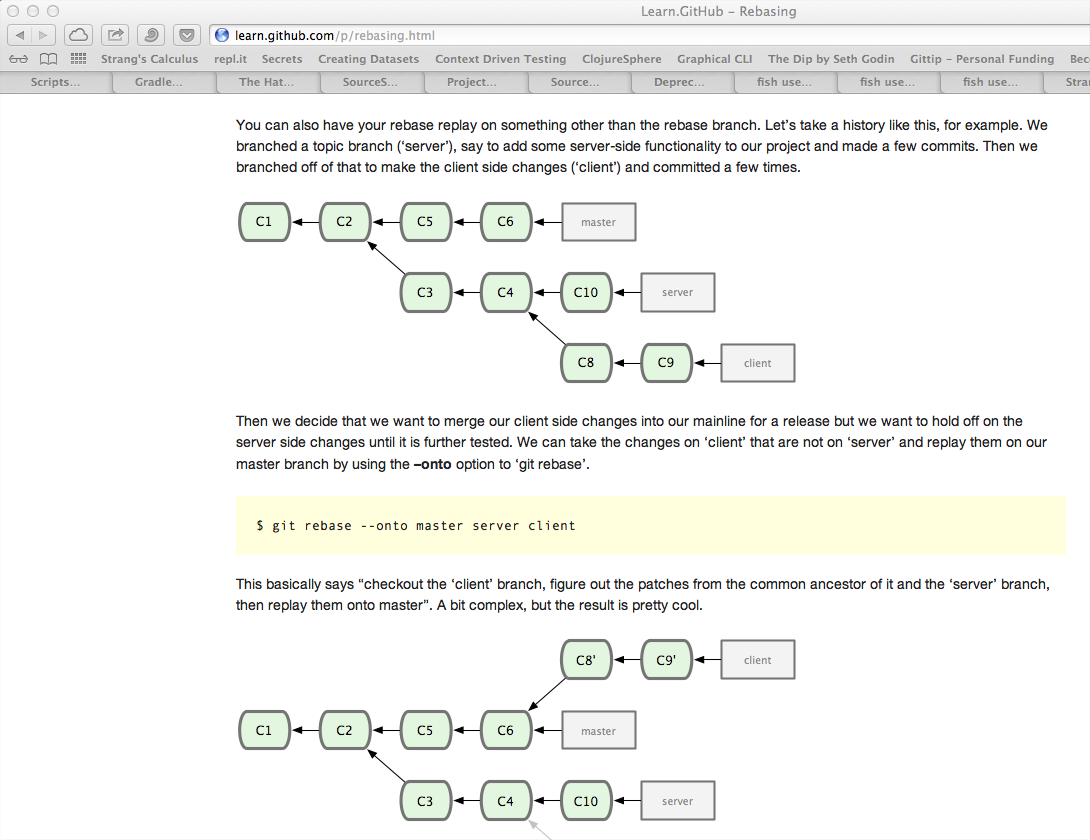 Learn.GitHub – Rebasing
learn.github.com/p/rebasing.html
Strang's Calculus repl.it Secrets Creating Datasets Context Driven Testing ClojureSphere Graphical CLI The Dip by Seth Godin Gittip – Personal Funding Bec
Scripts... Gradle... The Hat... SourceS... Project... Source... Deprec... fish use... fish use... fish use... Stra
You can also have your rebase replay on something other than the rebase branch. Let’s take a history like this, for example. We
branched a topic branch (‘server’), say to add some server-side functionality to our project and made a few commits. Then we
branched off of that to make the client side changes (‘client’) and committed a few times.
C1 C2 C5 C6 master
C3 C4 C10 server
C8 C9 client
Then we decide that we want to merge our client side changes into our mainline for a release but we want to hold off on the
server side changes until it is further tested. We can take the changes on ‘client’ that are not on ‘server’ and replay them on our
master branch by using the –onto option to ‘git rebase’.
$ git rebase --onto master server client
This basically says “checkout the ‘client’ branch, figure out the patches from the common ancestor of it and the ‘server’ branch,
then replay them onto master”. A bit complex, but the result is pretty cool.
C8' C9' client
C1 C2 C5 C6 master
C3 C4 C10 server